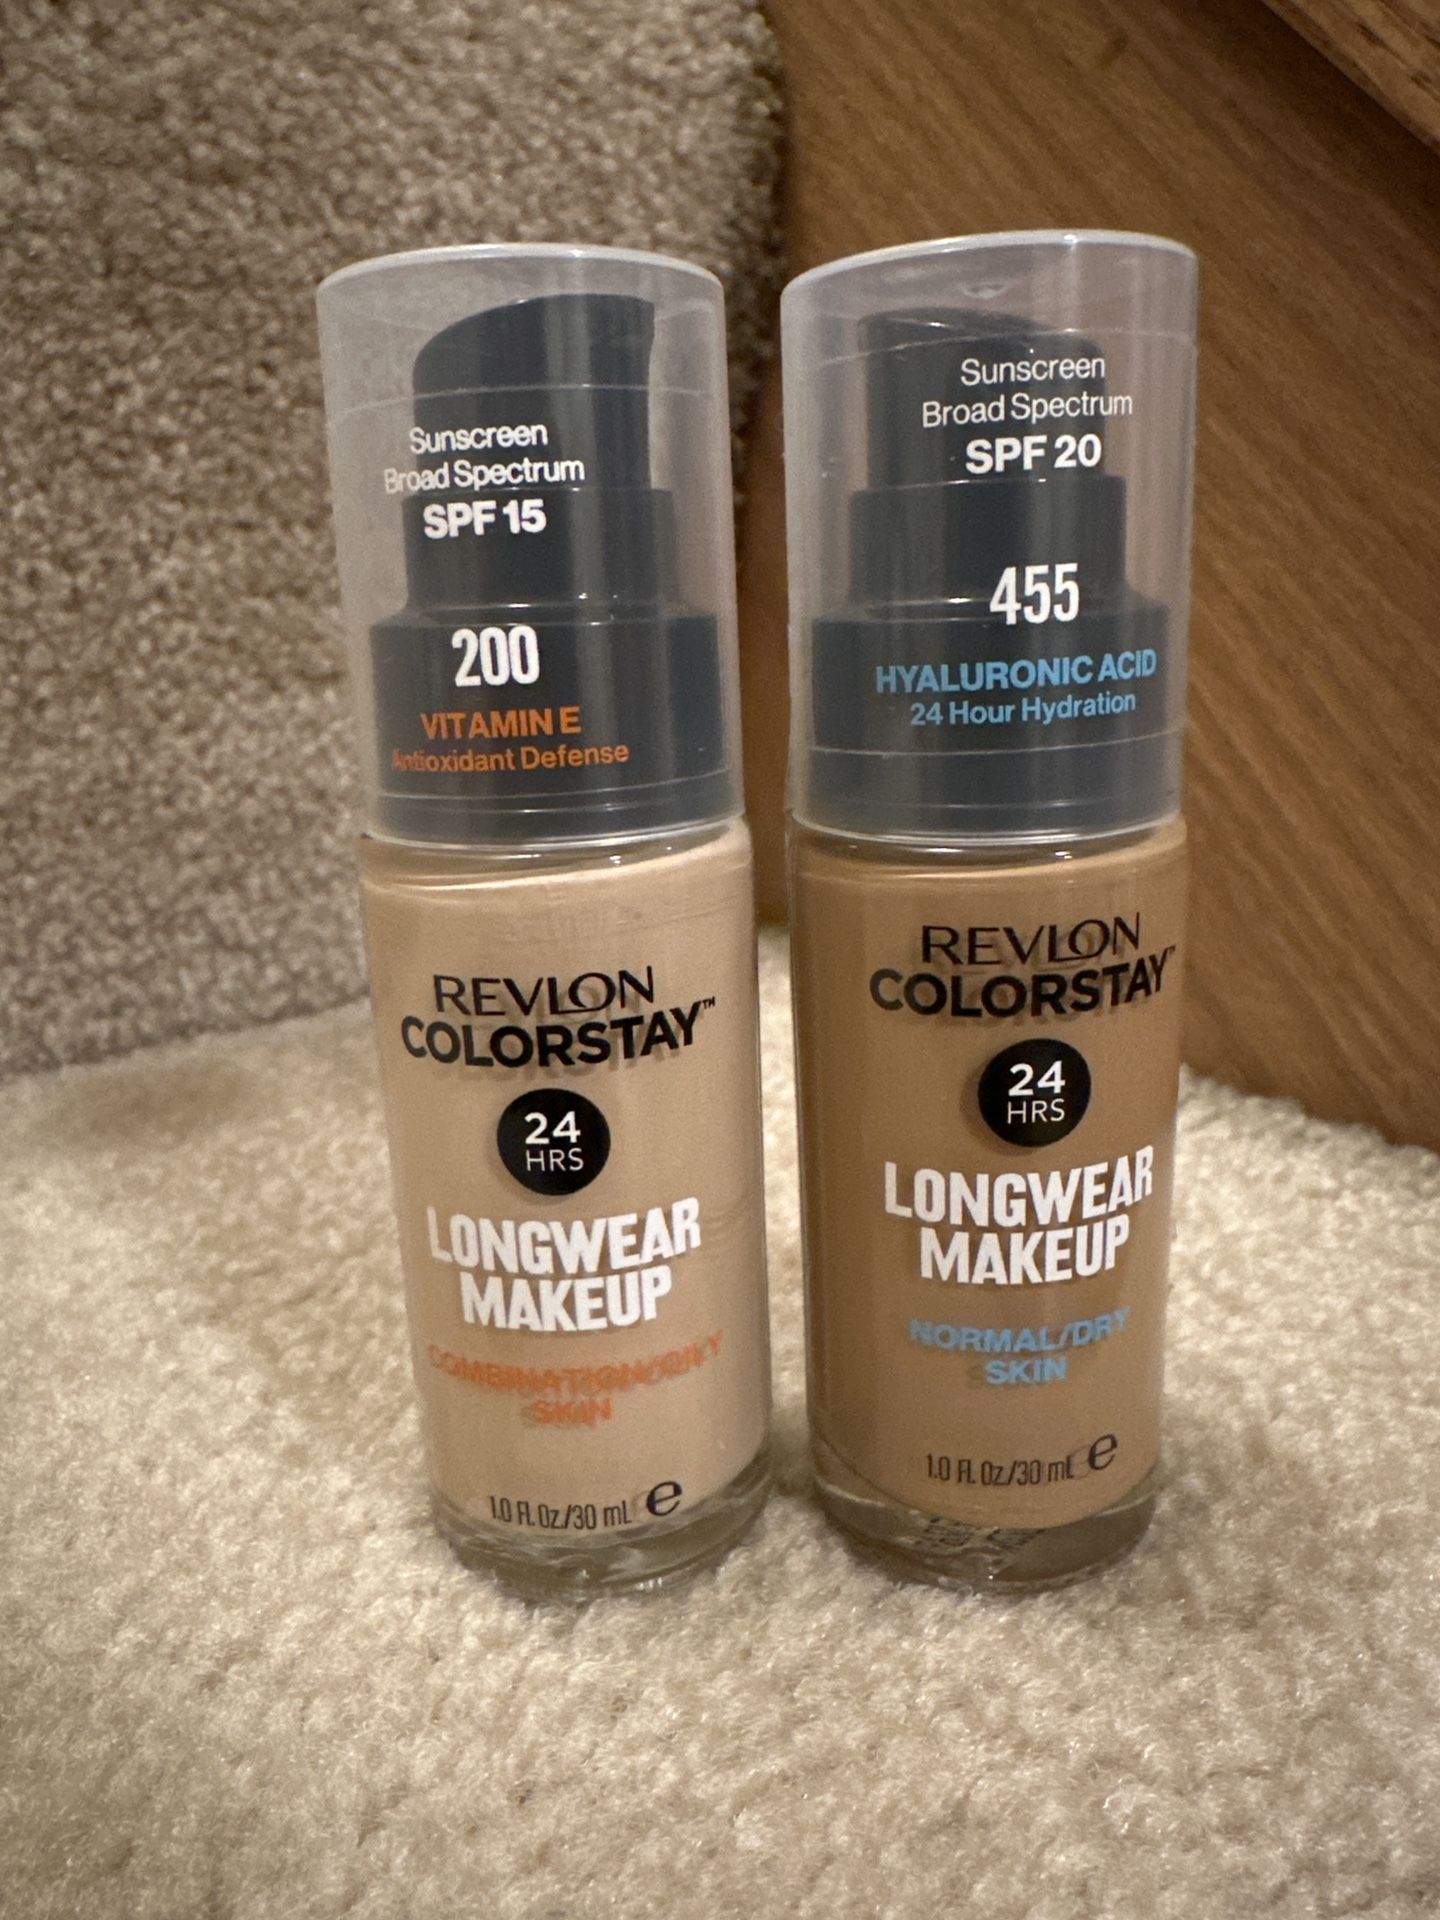 Sunscreen
Broad Spectrum
SPF 15
200
VITAMIN E
Antioxidant Defense
REVLON
COLORSTAY™
24
HRS
LONGWEAR
MAKEUP
COMBINATION/OILY
SKIN
1.0 Fl. Oz./30 mL e
Sunscreen
Broad Spectrum
SPF 20
455
HYALURONIC ACID
24 Hour Hydration
REVLON
COLORSTAY™
24
HRS
LONGWEAR
MAKEUP
NORMAL/DRY
SKIN
1.0 Fl. Oz./30 mL e